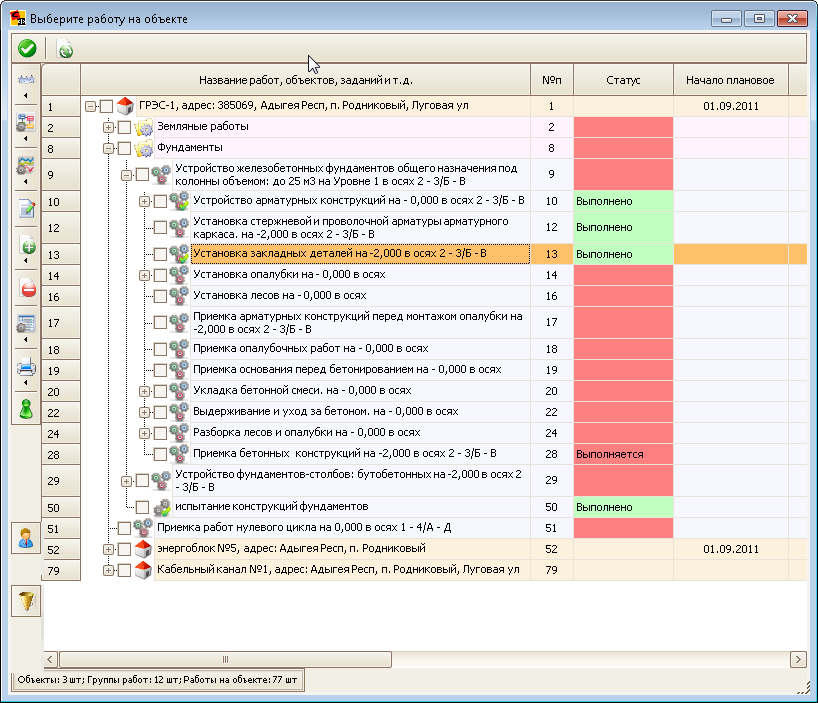 Выберите работу на объекте
Название работ, объектов, заданий и т.д. №п Статус Начало плановое
1 ГРЭС-1, адрес: 385069, Адыгея Респ, п. Родниковый, Луговая ул 1 01.09.2011
2 Земляные работы 2
8 Фундаменты 8
9 Устройство железобетонных фундаментов общего назначения под
колонны объемом: до 25 м3 на Уровне 1 в осях 2 - 3/Б - В 9
10 Устройство арматурных конструкций на - 0,000 в осях 2 - 3/Б - В 10 Выполнено
12 Установка стержневой и проволочной арматуры арматурного
каркаса. на -2,000 в осях 2 - 3/Б - В 12 Выполнено
13 Установка закладных деталей на -2,000 в осях 2 - 3/Б - В 13 Выполнено
14 Установка опалубки на - 0,000 в осях 14
16 Установка лесов на - 0,000 в осях 16
17 Приемка арматурных конструкций перед монтажом опалубки на
-2,000 в осях 2 - 3/Б - В 17
18 Приемка опалубочных работ на - 0,000 в осях 18
19 Приемка основания перед бетонированием на - 0,000 в осях 19
20 Укладка бетонной смеси. на - 0,000 в осях 20
22 Выдерживание и уход за бетоном. на - 0,000 в осях 22
24 Разборка лесов и опалубки на - 0,000 в осях 24
28 Приемка бетонных конструкций на -2,000 в осях 2 - 3/Б - В 28 Выполняется
29 Устройство фундаментов-столбов: бутобетонных на -2,000 в осях 2
- 3/Б - В 29
50 испытание конструкций фундаментов 50 Выполнено
51 Приемка работ нулевого цикла на 0,000 в осях 1 - 4/А - Д 51
52 энергоблок №5, адрес: Адыгея Респ, п. Родниковый 52 01.09.2011
79 Кабельный канал №1, адрес: Адыгея Респ, п. Родниковый, Луговая ул 79
Объекты: 3 шт; Группы работ: 12 шт; Работы на объекте: 77 шт